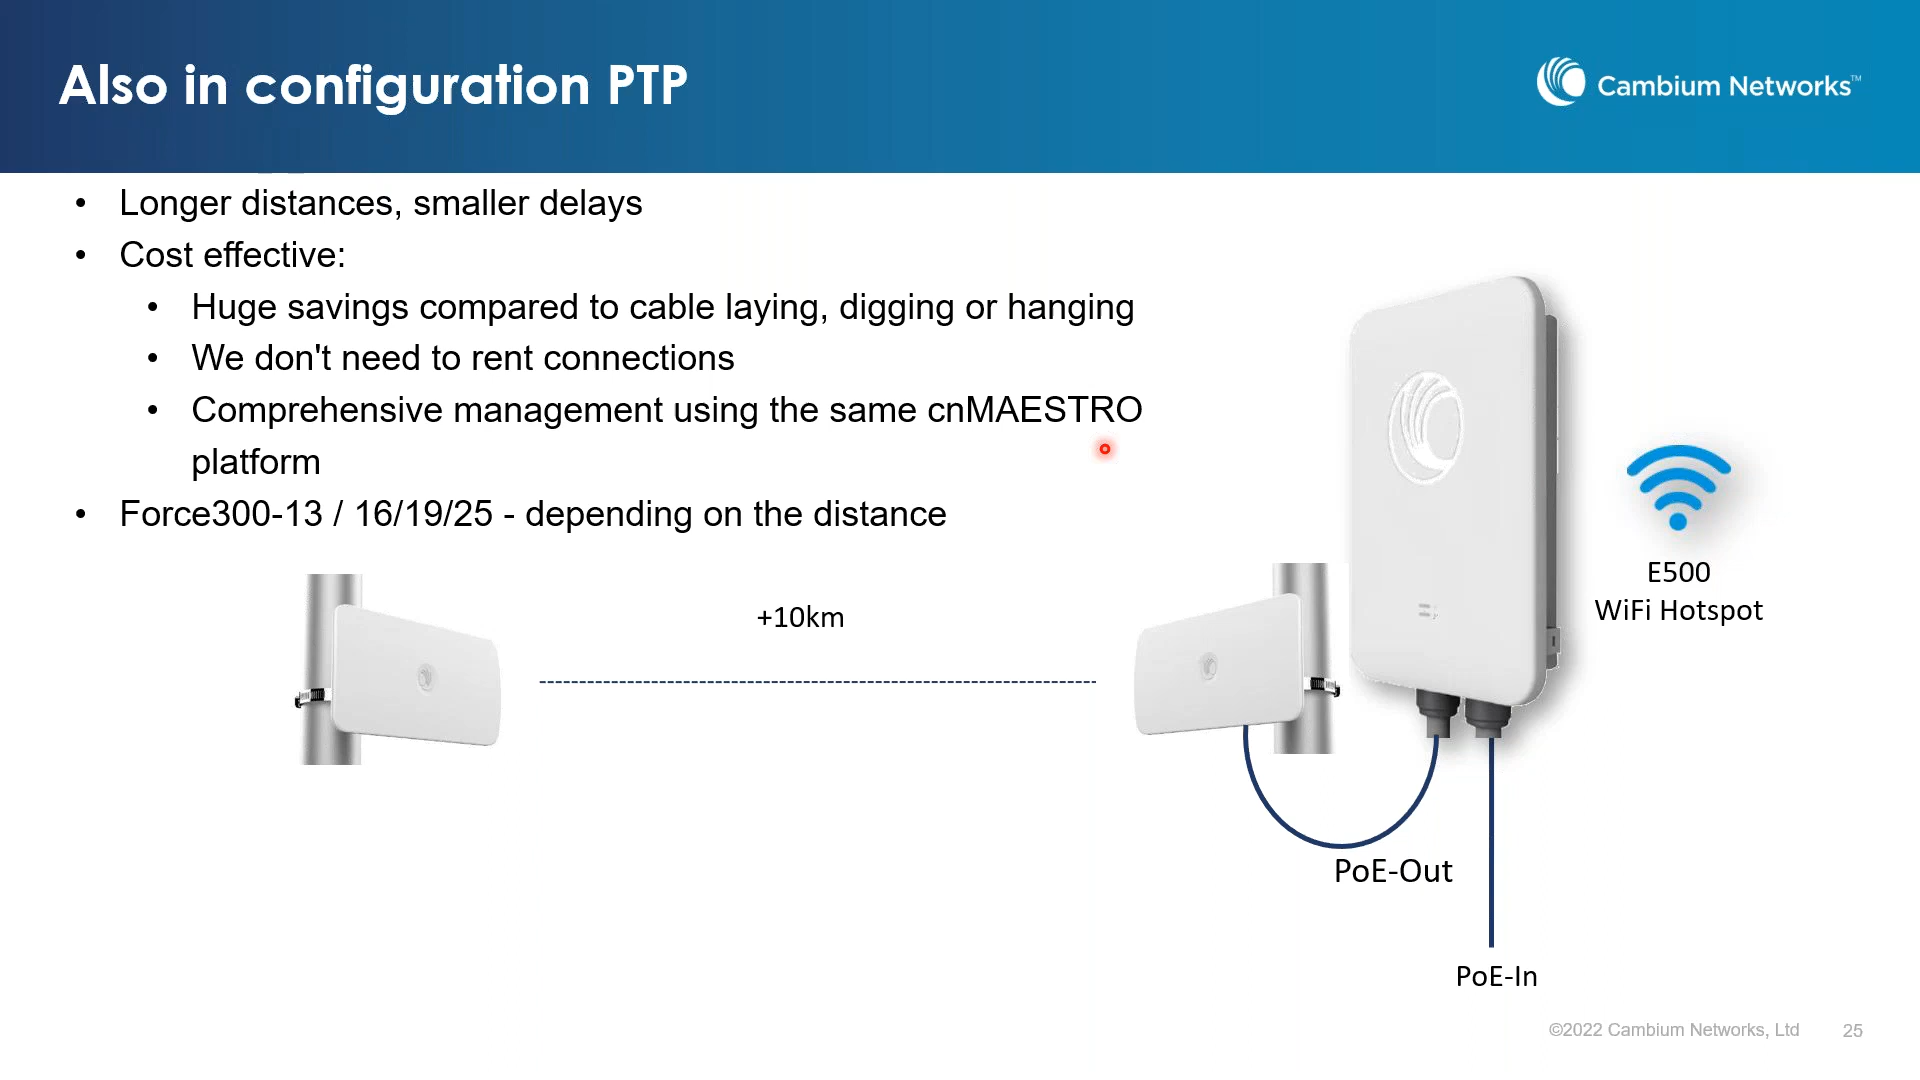 Also in configuration PTP
Cambium Networks™
• Longer distances, smaller delays
• Cost effective:
• Huge savings compared to cable laying, digging or hanging
• We don't need to rent connections
• Comprehensive management using the same cnMAESTRO
platform
• Force300-13 / 16/19/25 - depending on the distance
+10km
E500
WiFi Hotspot
PoE-Out
PoE-In
©2022 Cambium Networks, Ltd
25